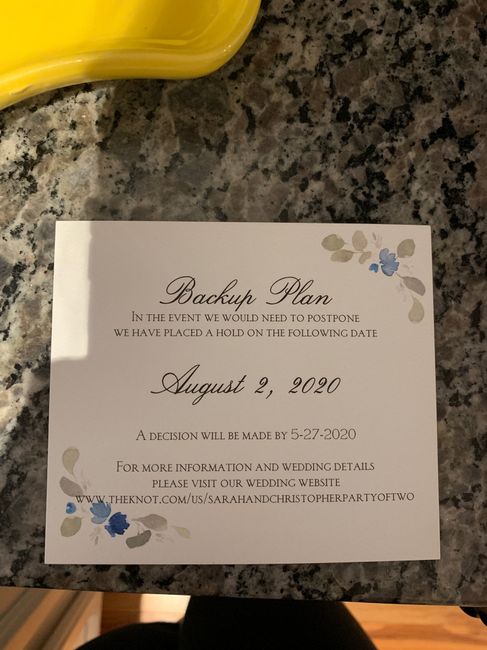 Backup Plan
In the event we would need to postpone
we have placed a hold on the following date
August 2, 2020
A decision will be made by 5-27-2020
For more information and wedding details
please visit our wedding website
www.theknot.com/us/sarahandchristopherpartyoftwo